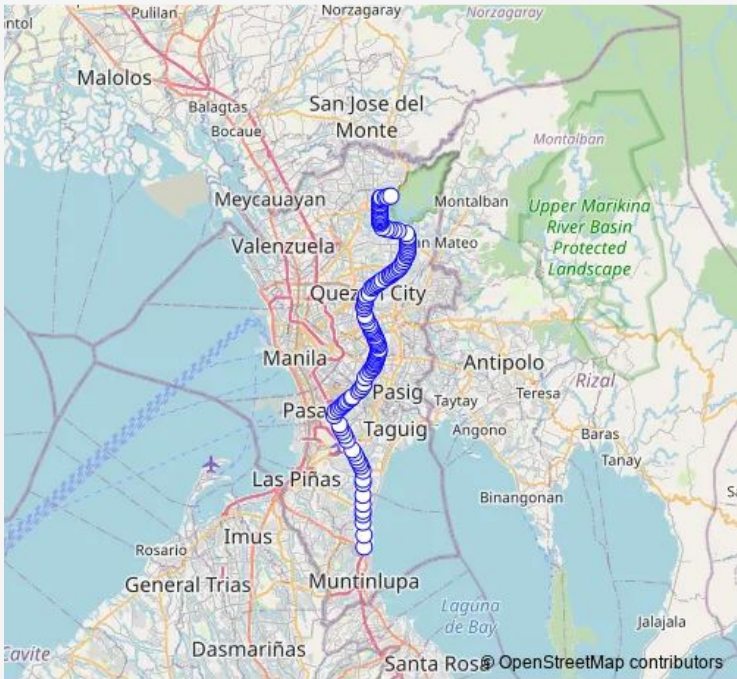 Pulilan
Norzagaray
Norzagaray
Malolos
Balagtas
San Jose del
Monte
Bocaue
Montalban
Meycauayan
Montalban
Upper Marikina
River Basin
Protected
Landscape
Valenzuela
San Mateo
Quezon City
Manila
Antipolo
Rizal
Pasig
Teresa
Taytay
Pasa
Taguig
Angono
Baras
Tanay
Las Piñas
Binangonan
Imus
Rosario
General Trias
Muntinlupa
Laguna
de Bay
Jalajala
Dasmariñas
Cavite
Santa Rosa
© OpenStreetMap contributors